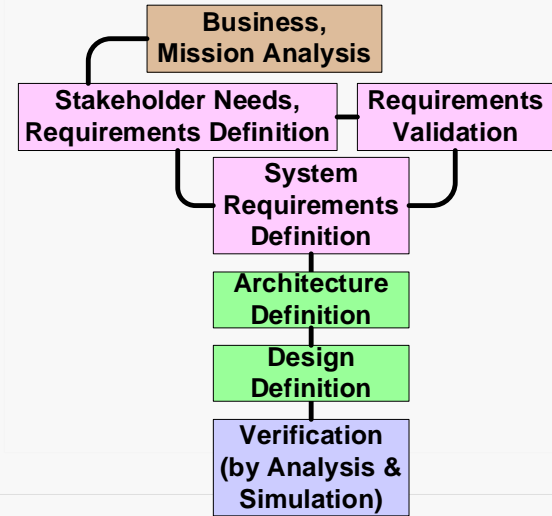 Business,
Mission Analysis
Stakeholder Needs,
Requirements Definition
Requirements
Validation
System
Requirements
Definition
Architecture
Definition
Design
Definition
Verification
(by Analysis &
Simulation)